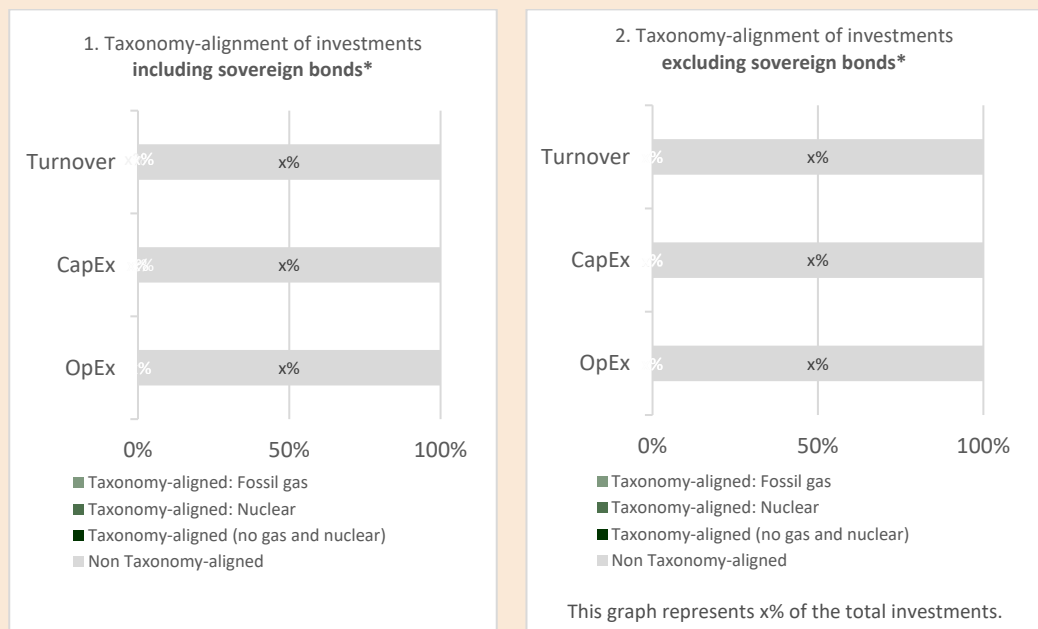 1. Taxonomy-alignment of investments
including sovereign bonds*
Turnover
x%
CapEx
x%
OpEx
x%
0% 50% 100%
Taxonomy-aligned: Fossil gas
Taxonomy-aligned: Nuclear
Taxonomy-aligned (no gas and nuclear)
Non Taxonomy-aligned
2. Taxonomy-alignment of investments
excluding sovereign bonds*
Turnover
% x%
CapEx
% x%
OpEx
% x%
0% 50% 100%
Taxonomy-aligned: Fossil gas
Taxonomy-aligned: Nuclear
Taxonomy-aligned (no gas and nuclear)
Non Taxonomy-aligned
This graph represents x% of the total investments.